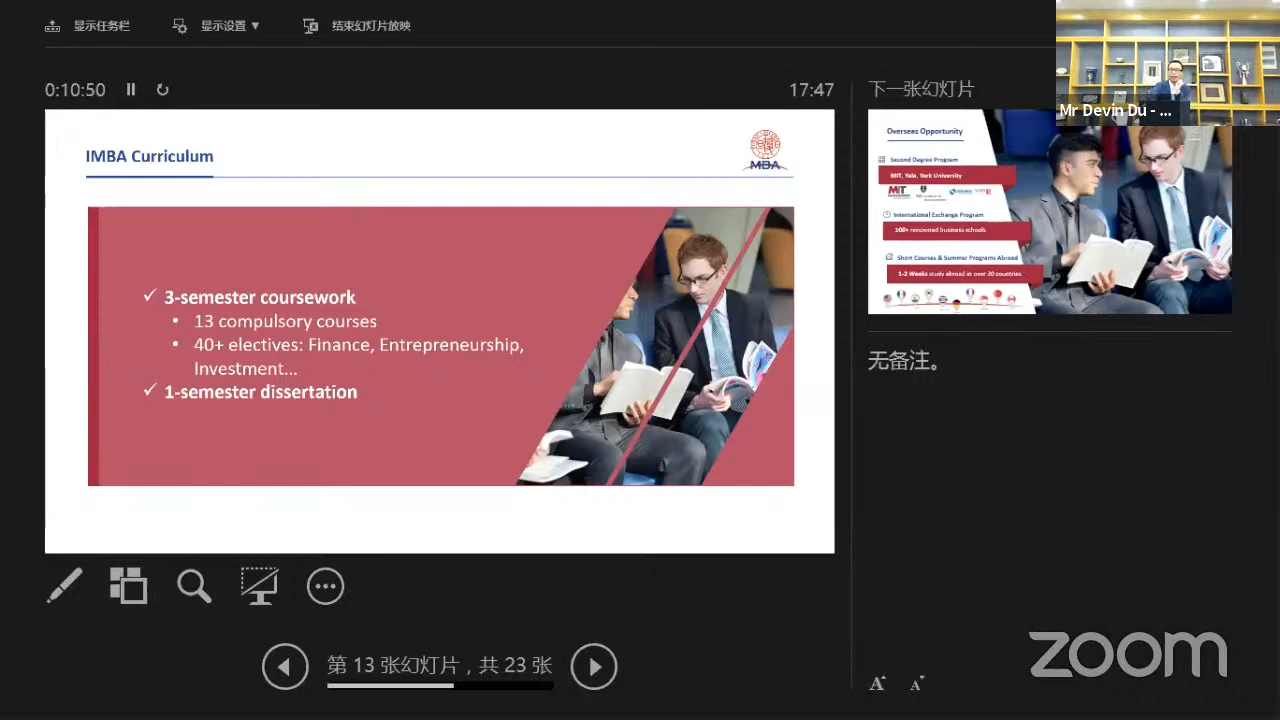 显示任务栏
显示设置▼
结束幻灯片放映
0:10:50
17:47
下一张幻灯片
Mr Devin Du - ...
IMBA Curriculum
MBA
✓ 3-semester coursework
• 13 compulsory courses
• 40+ electives: Finance, Entrepreneurship,
Investment...
✓ 1-semester dissertation
Overseas Opportunity
Second Degree Program
MIT, Yale, York University
MIT
International Exchange Program
100+ renowned business schools
Short Courses & Summer Programs Abroad
1-2 Weeks study abroad in over 30 countries
无备注。
第 13 张幻灯片，共 23 张
A A
zoom